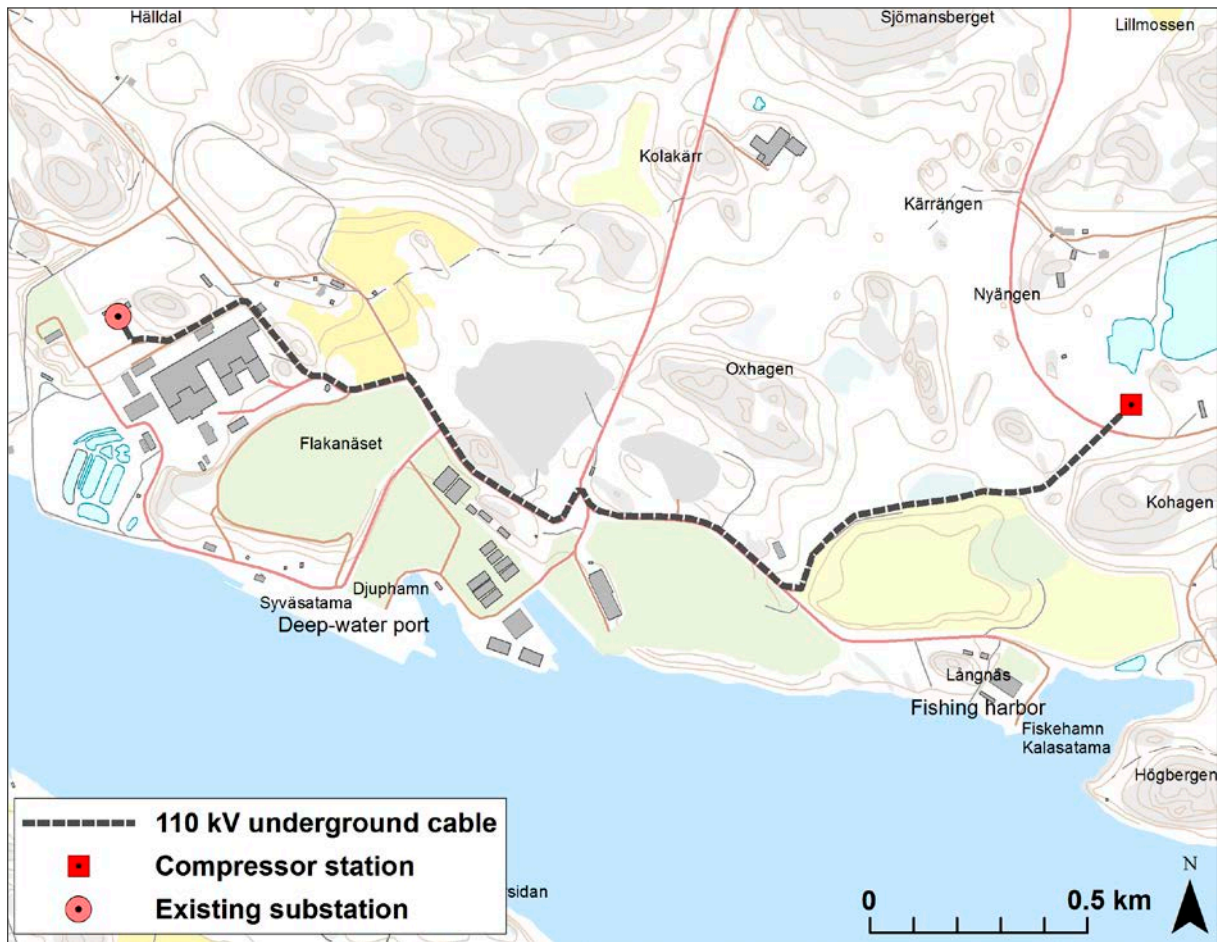 Hälldal
Sjömansberget
Lillmossen
Kolakärr
Kärrängen
Nyängen
Oxhagen
Flakanäset
Kohagen
Djuphamn
Syväsatama
Deep-water port
Långnäs
Fishing harbor
Fiskehamn
Kalasatama
Högbergen
110 kV underground cable
Compressor station
Existing substation
rsidan
N
0 0.5 km